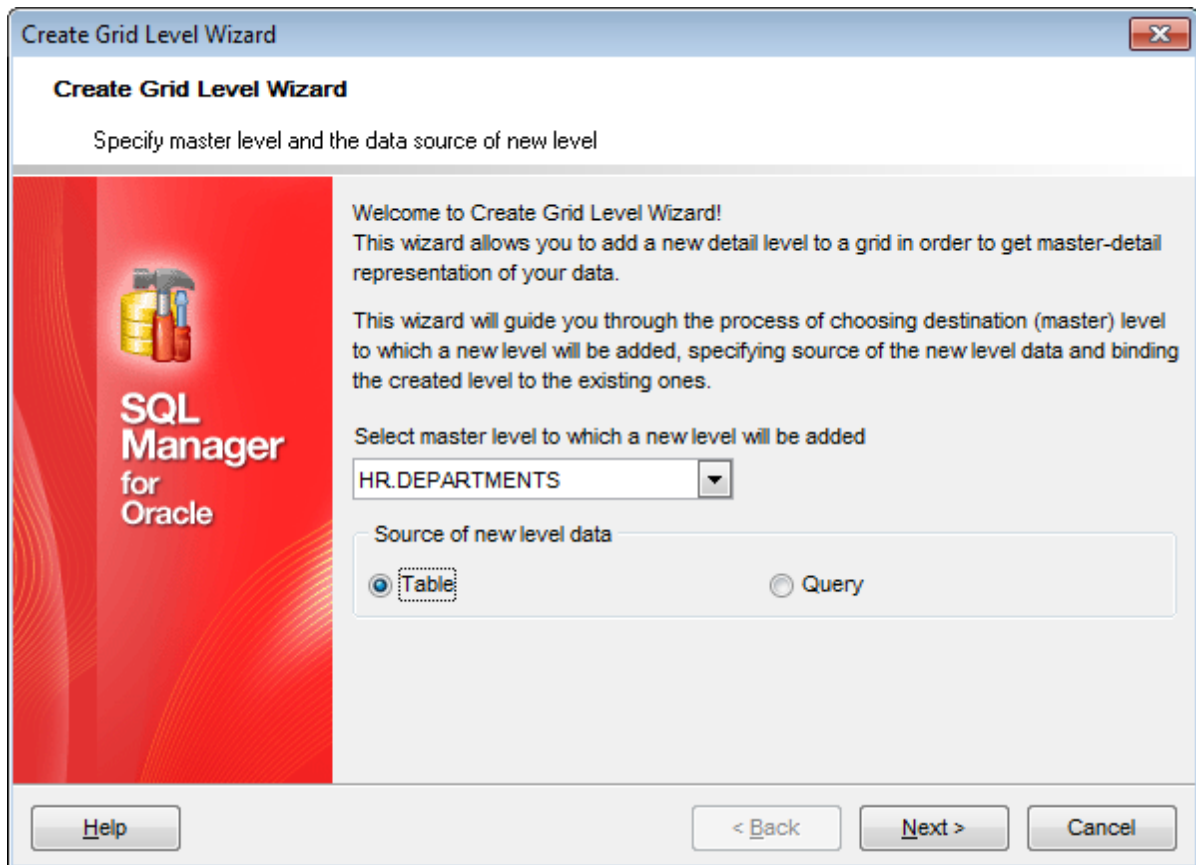 Create Grid Level Wizard
Create Grid Level Wizard
Specify master level and the data source of new level
Welcome to Create Grid Level Wizard!
This wizard allows you to add a new detail level to a grid in order to get master-detail
representation of your data.
This wizard will guide you through the process of choosing destination (master) level
to which a new level will be added, specifying source of the new level data and binding
the created level to the existing ones.
SQL
Manager
for
Oracle
Select master level to which a new level will be added
HR.DEPARTMENTS
Source of new level data
Table Query
Help < Back Next > Cancel